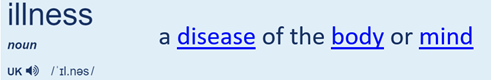 illness
noun
UK /ˈɪl.nəs/
a disease of the body or mind